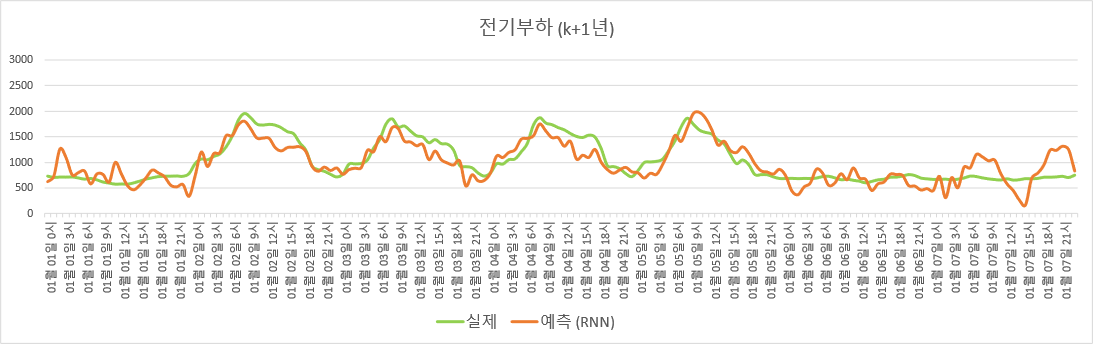 전기부하 (k+1년)
3000
2500
2000
1500
1000
500
0
01월 01일 0시
01월 01일 3시
01월 01일 6시
01월 01일 9시
01월 01일 12시
01월 01일 15시
01월 01일 18시
01월 01일 21시
01월 02일 0시
01월 02일 3시
01월 02일 6시
01월 02일 9시
01월 02일 12시
01월 02일 15시
01월 02일 18시
01월 02일 21시
01월 03일 0시
01월 03일 3시
01월 03일 6시
01월 03일 9시
01월 03일 12시
01월 03일 15시
01월 03일 18시
01월 03일 21시
01월 04일 0시
01월 04일 3시
01월 04일 6시
01월 04일 9시
01월 04일 12시
01월 04일 15시
01월 04일 18시
01월 04일 21시
01월 05일 0시
01월 05일 3시
01월 05일 6시
01월 05일 9시
01월 05일 12시
01월 05일 15시
01월 05일 18시
01월 05일 21시
01월 06일 0시
01월 06일 3시
01월 06일 6시
01월 06일 9시
01월 06일 12시
01월 06일 15시
01월 06일 18시
01월 06일 21시
01월 07일 0시
01월 07일 3시
01월 07일 6시
01월 07일 9시
01월 07일 12시
01월 07일 15시
01월 07일 18시
01월 07일 21시
실제
예측 (RNN)